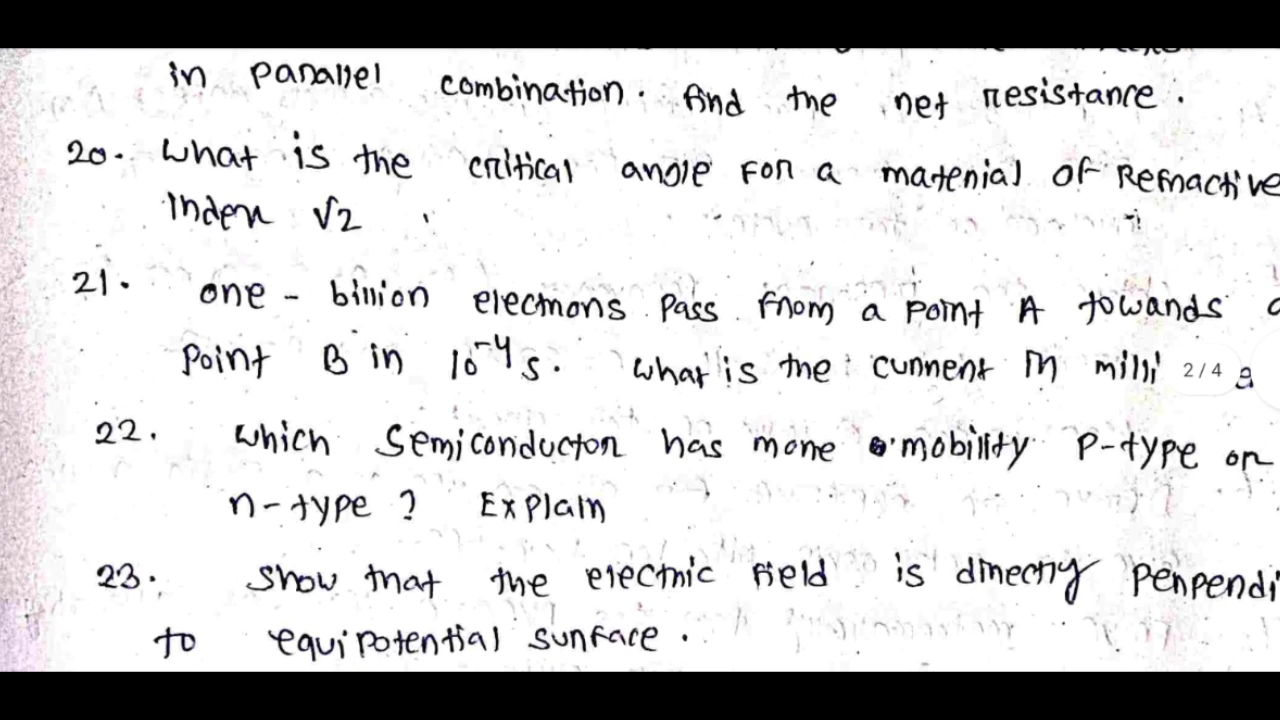 in parallel combination. find the net resistance.
20. What is the critical angle for a material of Refractive
Index √2
21. one-billion electrons pass from a point A towards
Point B in 10⁻⁴s. What is the current in milli 2/4
22. Which Semiconductor has more mobility P-type or
n-type ? Explain
23. Show that the electric field is directly perpendi
to equipotential surface.